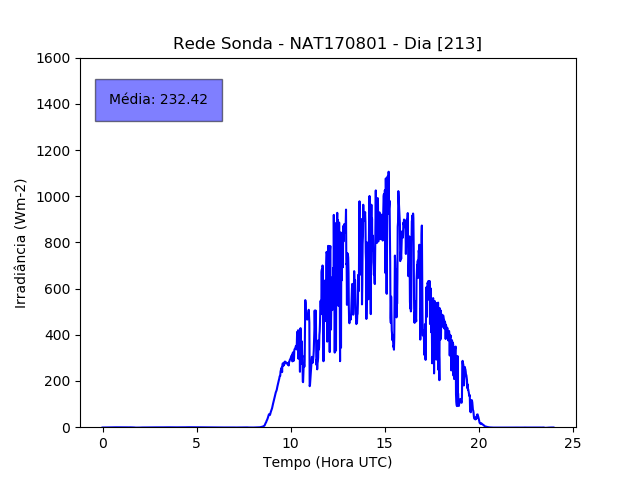 Rede Sonda - NAT170801 - Dia [213]
1600
1400
1200
1000
800
600
400
200
0
Irradiância (Wm-2)
Média: 232.42
0 5 10 15 20 25
Tempo (Hora UTC)